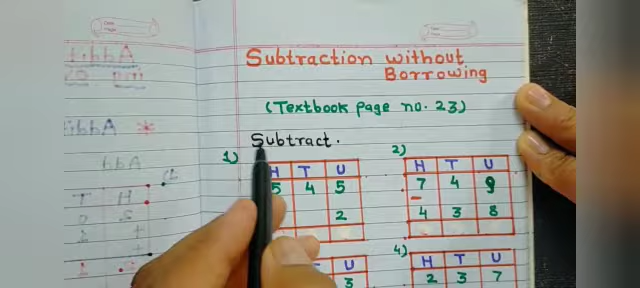 Subtraction without
Borrowing
(Textbook page no. 23)
Subtract.
1) 2)
H T U H T U
5 4 5 7 4 9
2 - 4 3 8
4)
U H T U
3 2 3 7